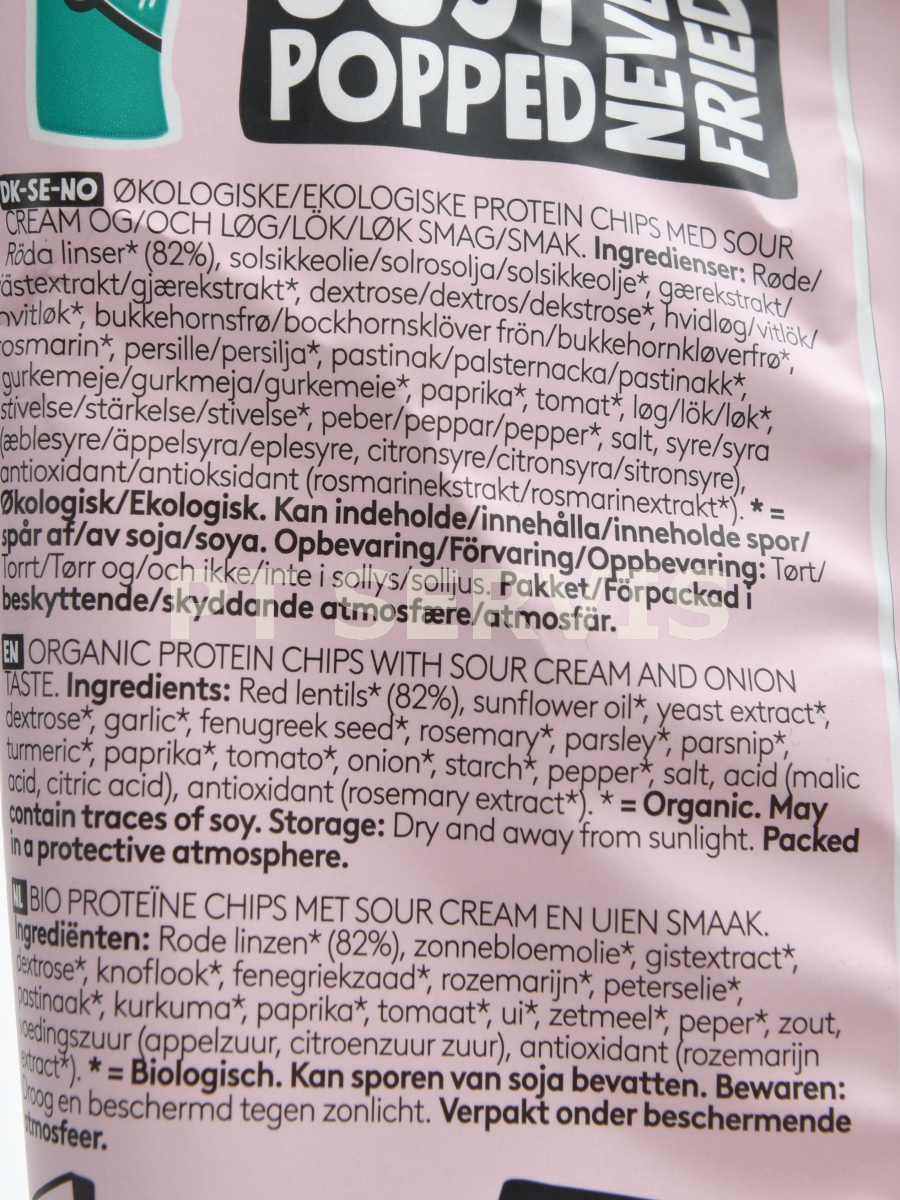 JUST
POPPED
NEVE
FRIED
DK-SE-NO ØKOLOGISKE/EKOLOGISKE PROTEIN CHIPS MED SOUR
CREAM OG/OCH LØG/LÖK/LØK SMAG/SMAK. Ingredienser: Røde/
Röda linser* (82%), solsikkeolie/solrosolja/solsikkeolje*, gærekstrakt/
ästextrakt/gjærekstrakt*, dextrose/dextros/dekstrose*, hvidløg/vitlök/
hvitløk*, bukkehornsfrø/bockhornsklöver frön/bukkehornkløverfrø*,
rosmarin*, persille/persilja*, pastinak/palsternacka/pastinakk*,
gurkemeje/gurkmeja/gurkemeie*, paprika*, tomat*, løg/lök/løk*,
stivelse/stärkelse/stivelse*, peber/peppar/pepper*, salt, syre/syra
(æblesyre/äppelsyra/eplesyre, citronsyre/citronsyra/sitronsyre),
antioxidant/antioksidant (rosmarinekstrakt/rosmarinextrakt*). * =
Økologisk/Ekologisk. Kan indeholde/innehålla/inneholde spor/
spår af/av soja/soya. Opbevaring/Förvaring/Oppbevaring: Tørt/
Torrt/Tørr og/och ikke/inte i sollys/solljus. Pakket/Förpackad i
beskyttende/skyddande atmosfære/atmosfär.
FT SERVIS
EN ORGANIC PROTEIN CHIPS WITH SOUR CREAM AND ONION
TASTE. Ingredients: Red lentils* (82%), sunflower oil*, yeast extract*,
dextrose*, garlic*, fenugreek seed*, rosemary*, parsley*, parsnip*,
turmeric*, paprika*, tomato*, onion*, starch*, pepper*, salt, acid (malic
acid, citric acid), antioxidant (rosemary extract*). * = Organic. May
contain traces of soy. Storage: Dry and away from sunlight. Packed
in a protective atmosphere.
NL BIO PROTEÏNE CHIPS MET SOUR CREAM EN UIEN SMAAK.
Ingrediënten: Rode linzen* (82%), zonnebloemolie*, gistextract*,
dextrose*, knoflook*, fenegriekzaad*, rozemarijn*, peterselie*,
pastinaak*, kurkuma*, paprika*, tomaat*, ui*, zetmeel*, peper*, zout,
voedingszuur (appelzuur, citroenzuur zuur), antioxidant (rozemarijn
extract*). * = Biologisch. Kan sporen van soja bevatten. Bewaren:
Droog en beschermd tegen zonlicht. Verpakt onder beschermende
atmosfeer.